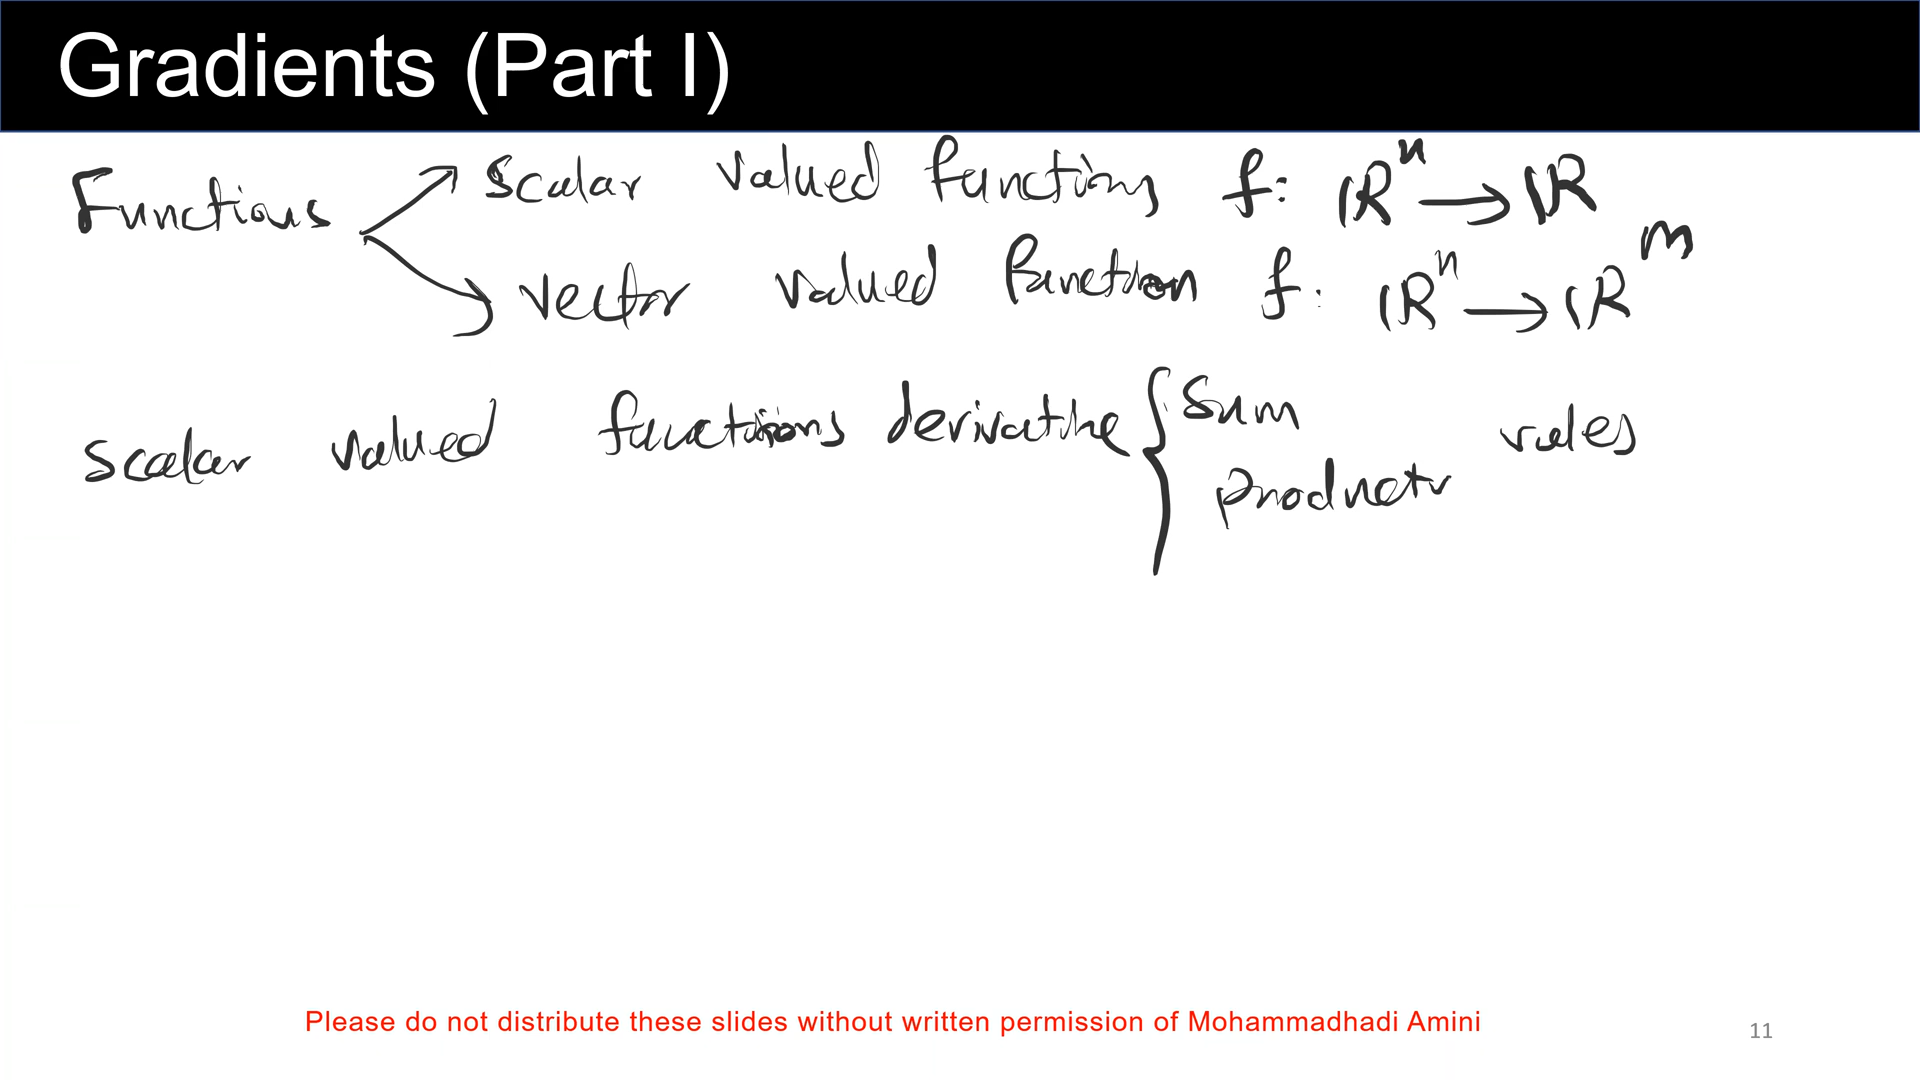 Gradients (Part I)
Functions
scalar valued functions f: ℝⁿ → ℝ
vector valued function f: ℝⁿ → ℝᵐ
scalar valued functions derivative { sum
product rules
Please do not distribute these slides without written permission of Mohammadhadi Amini
11